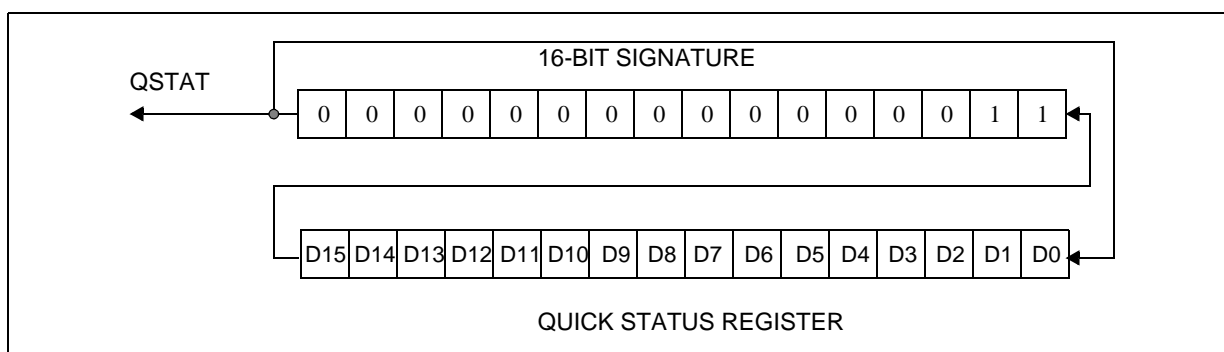 16-BIT SIGNATURE
QSTAT
0 0 0 0 0 0 0 0 0 0 0 0 0 0 1 1
D15 D14 D13 D12 D11 D10 D9 D8 D7 D6 D5 D4 D3 D2 D1 D0
QUICK STATUS REGISTER